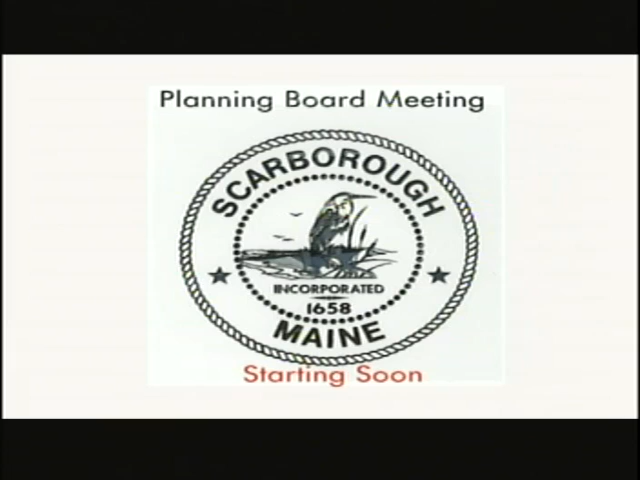 Planning Board Meeting
SCARBOROUGH
INCORPORATED
1658
MAINE
Starting Soon